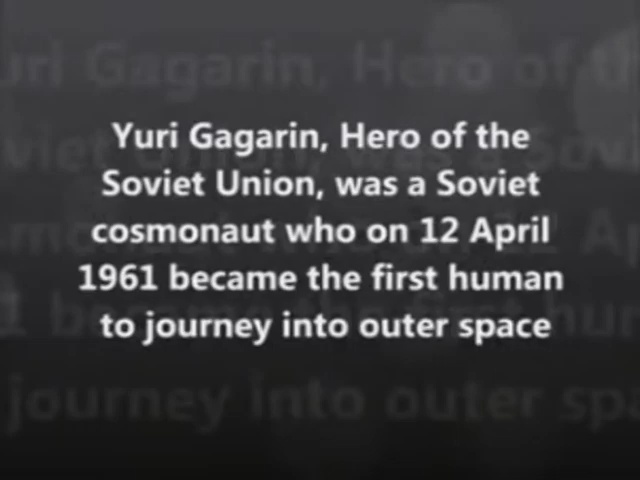 Yuri Gagarin, Hero of the
Soviet Union, was a Soviet
cosmonaut who on 12 April
1961 became the first human
to journey into outer space